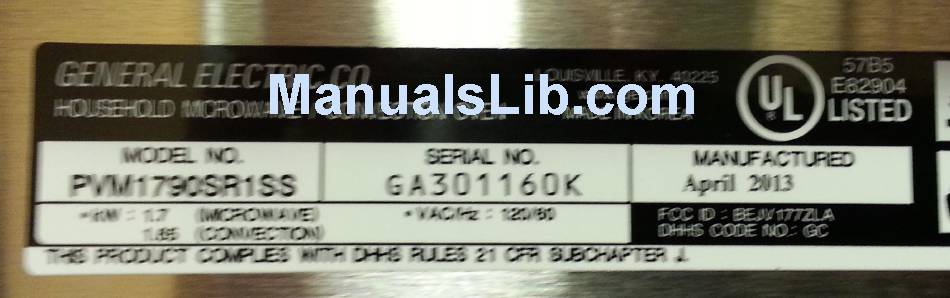 GENERAL ELECTRIC CO.
LOUISVILLE, KY. 40225
ManualsLib.com
HOUSEHOLD MICROWAVE / CONVECTION OVEN
MADE IN KOREA
UL
®
57B5
E82904
LISTED
MODEL NO.
PVM1790SR1SS
SERIAL NO.
GA301160K
MANUFACTURED
April 2013
*kW : 1.7 (MICROWAVE)
1.65 (CONVECTION)
*VAC/Hz : 120/60
FCC ID : BEJV177ZLA
DHHS CODE NO.: GC
THIS PRODUCT COMPLIES WITH DHHS RULES 21 CFR SUBCHAPTER J.